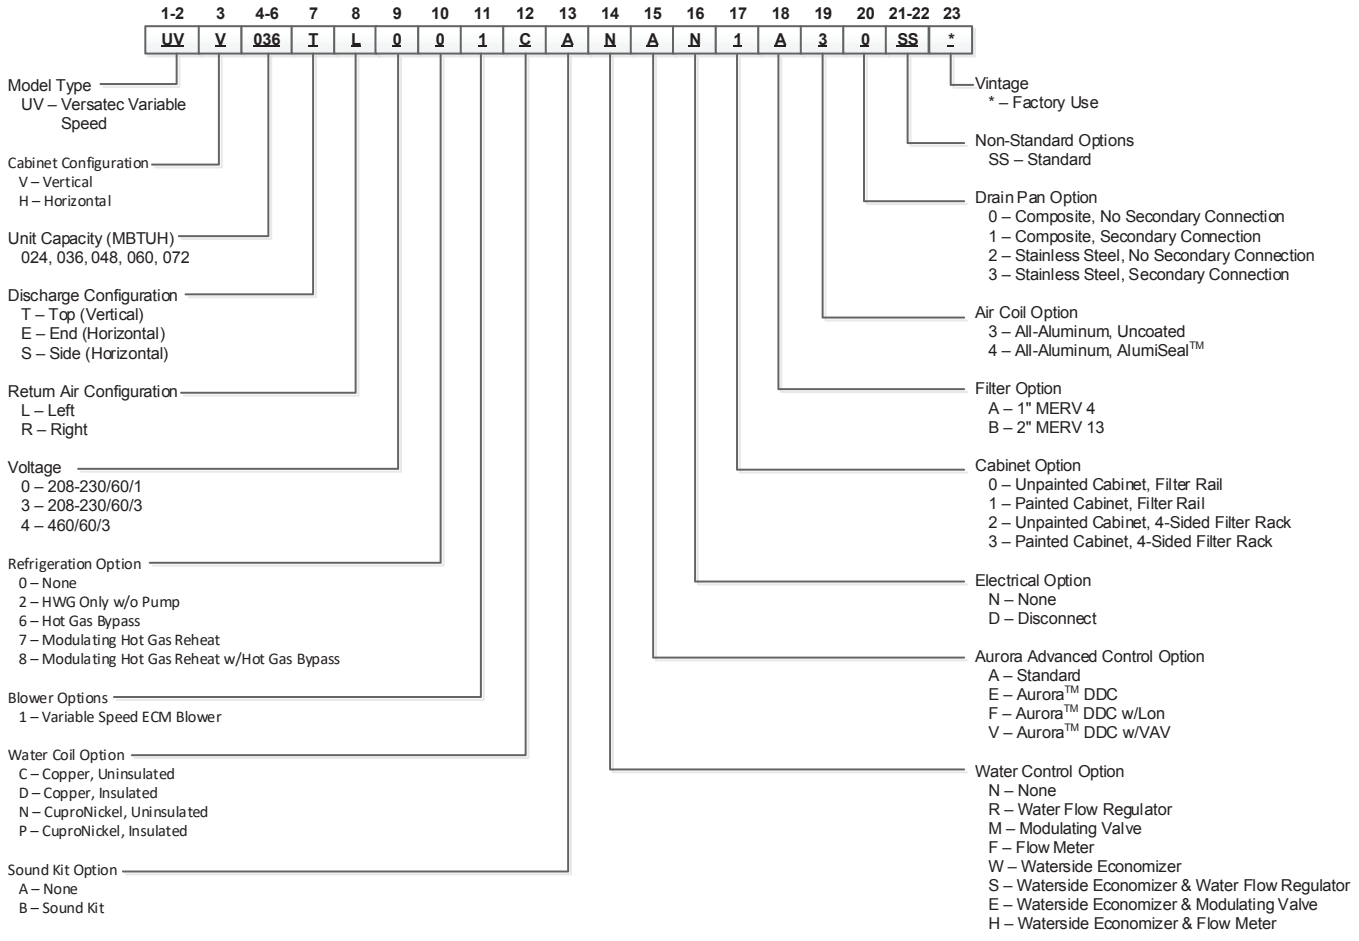 1-2 3 4-6 7 8 9 10 11 12 13 14 15 16 17 18 19 20 21-22 23
UV V 036 T L 0 0 1 C A N A N 1 A 3 0 SS *
Model Type
UV – Versatec Variable
Speed
Cabinet Configuration
V – Vertical
H – Horizontal
Unit Capacity (MBTUH)
024, 036, 048, 060, 072
Discharge Configuration
T – Top (Vertical)
E – End (Horizontal)
S – Side (Horizontal)
Return Air Configuration
L – Left
R – Right
Voltage
0 – 208-230/60/1
3 – 208-230/60/3
4 – 460/60/3
Refrigeration Option
0 – None
2 – HWG Only w/o Pump
6 – Hot Gas Bypass
7 – Modulating Hot Gas Reheat
8 – Modulating Hot Gas Reheat w/Hot Gas Bypass
Blower Options
1 – Variable Speed ECM Blower
Water Coil Option
C – Copper, Uninsulated
D – Copper, Insulated
N – CuproNickel, Uninsulated
P – CuproNickel, Insulated
Sound Kit Option
A – None
B – Sound Kit
Vintage
* – Factory Use
Non-Standard Options
SS – Standard
Drain Pan Option
0 – Composite, No Secondary Connection
1 – Composite, Secondary Connection
2 – Stainless Steel, No Secondary Connection
3 – Stainless Steel, Secondary Connection
Air Coil Option
3 – All-Aluminum, Uncoated
4 – All-Aluminum, AlumiSeal™
Filter Option
A – 1" MERV 4
B – 2" MERV 13
Cabinet Option
0 – Unpainted Cabinet, Filter Rail
1 – Painted Cabinet, Filter Rail
2 – Unpainted Cabinet, 4-Sided Filter Rack
3 – Painted Cabinet, 4-Sided Filter Rack
Electrical Option
N – None
D – Disconnect
Aurora Advanced Control Option
A – Standard
E – Aurora™ DDC
F – Aurora™ DDC w/Lon
V – Aurora™ DDC w/VAV
Water Control Option
N – None
R – Water Flow Regulator
M – Modulating Valve
F – Flow Meter
W – Waterside Economizer
S – Waterside Economizer & Water Flow Regulator
E – Waterside Economizer & Modulating Valve
H – Waterside Economizer & Flow Meter